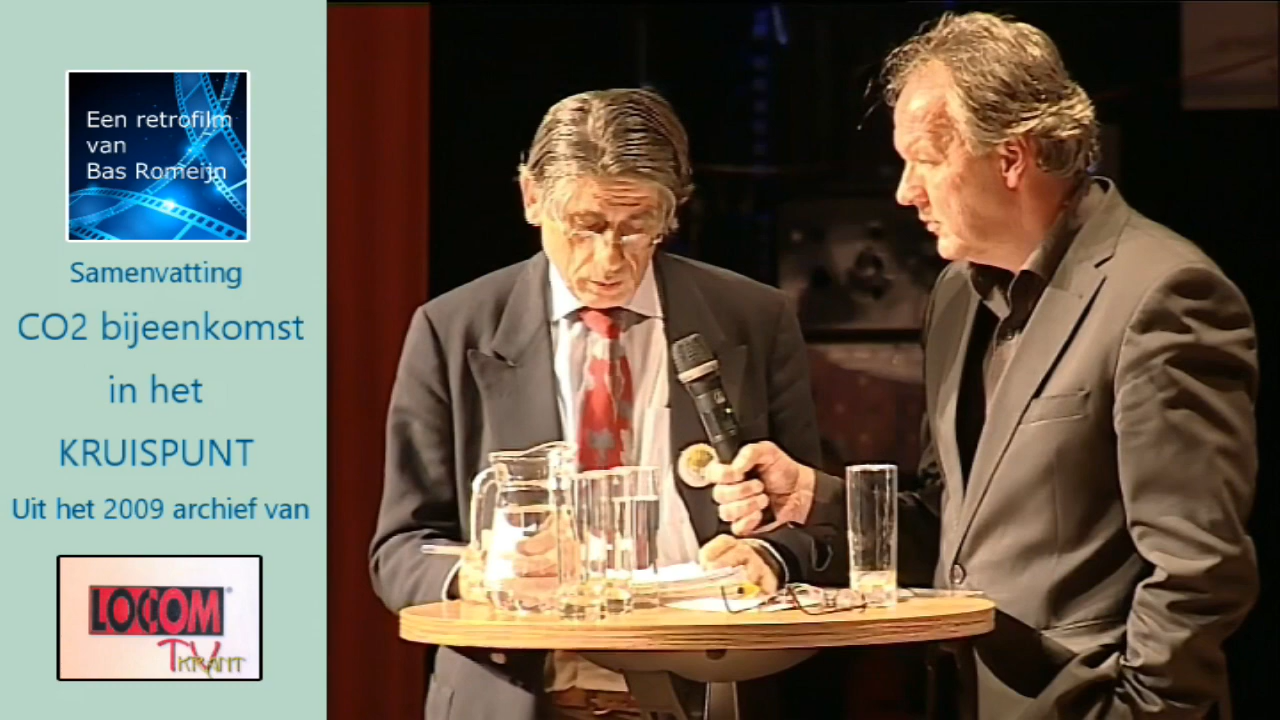 Een retrofilm
van
Bas Romeijn
Samenvatting
CO2 bijeenkomst
in het
KRUISPUNT
Uit het 2009 archief van
LOCOM
TV KRANT